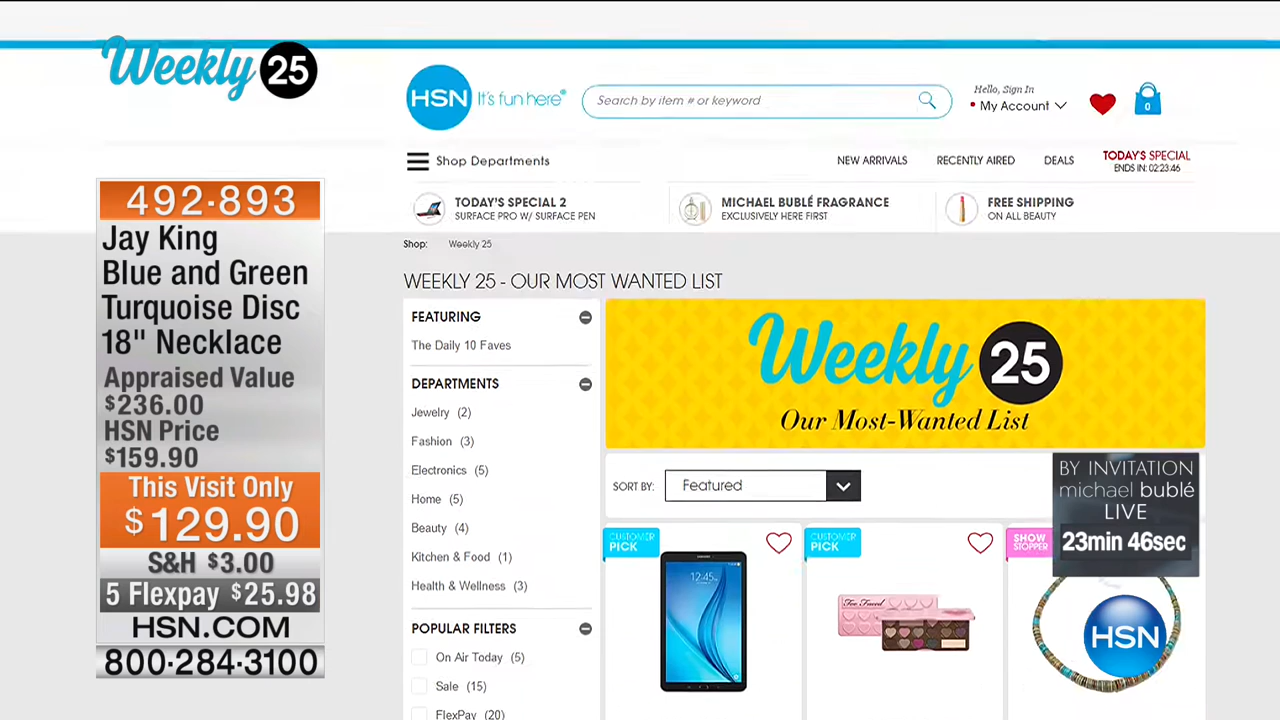 Weekly 25
492-893
Jay King
Blue and Green
Turquoise Disc
18" Necklace
Appraised Value
$236.00
HSN Price
$159.90
This Visit Only
$129.90
S&H $3.00
5 Flexpay $25.98
HSN.COM
800-284-3100
HSN It's fun here®
Search by item # or keyword
Hello, Sign In
My Account
0
Shop Departments
NEW ARRIVALS
RECENTLY AIRED
DEALS
TODAY'S SPECIAL
ENDS IN: 02:23:46
TODAY'S SPECIAL 2
SURFACE PRO W/ SURFACE PEN
MICHAEL BUBLÉ FRAGRANCE
EXCLUSIVELY HERE FIRST
FREE SHIPPING
ON ALL BEAUTY
Shop: Weekly 25
WEEKLY 25 - OUR MOST WANTED LIST
FEATURING
The Daily 10 Faves
DEPARTMENTS
Jewelry (2)
Fashion (3)
Electronics (5)
Home (5)
Beauty (4)
Kitchen & Food (1)
Health & Wellness (3)
POPULAR FILTERS
On Air Today (5)
Sale (15)
FlexPay (20)
Weekly 25
Our Most-Wanted List
SORT BY: Featured
BY INVITATION
michael bublé
LIVE
23min 46sec
CUSTOMER
PICK
SAMSUNG
12:45
CUSTOMER
PICK
Too Faced
SHOW
STOPPER
HSN